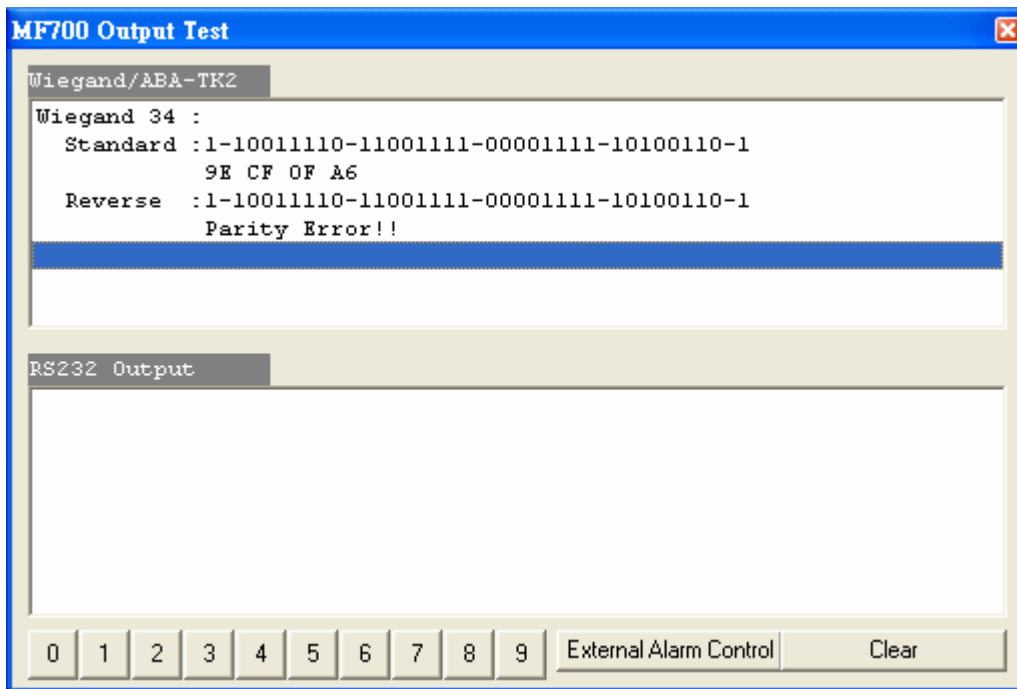 MF700 Output Test
Wiegand/ABA-TK2
Wiegand 34 :
Standard :1-10011110-11001111-00001111-10100110-1
9E CF 0F A6
Reverse :1-10011110-11001111-00001111-10100110-1
Parity Error!!
RS232 Output
0 1 2 3 4 5 6 7 8 9 External Alarm Control Clear